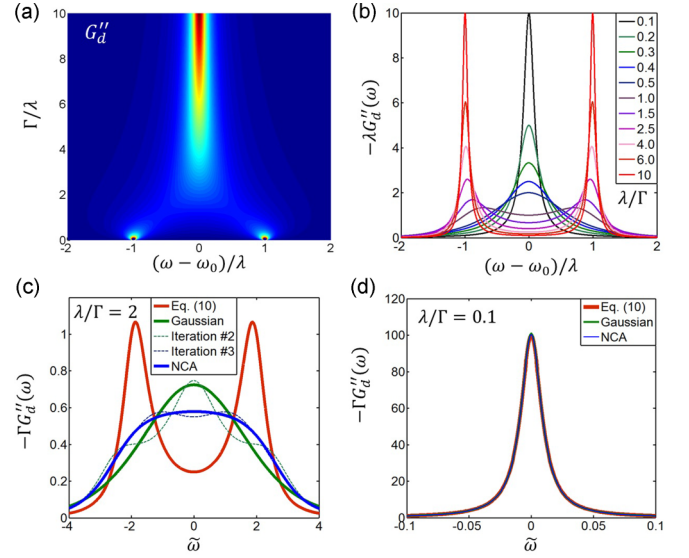 (a)
G''_d
10
8
6
4
2
0
Γ/λ
-2 -1 0 1 2
(ω − ω₀)/λ
(b)
10
8
6
4
2
0
−λG''_d(ω)
-2 -1 0 1 2
(ω − ω₀)/λ
0.1
0.2
0.3
0.4
0.5
1.0
1.5
2.5
4.0
6.0
10
λ/Γ
(c)
λ/Γ = 2
Eq. (10)
Gaussian
Iteration #2
Iteration #3
NCA
1
0.8
0.6
0.4
0.2
0
−ΓG''_d(ω)
-4 -2 0 2 4
ω̃
(d)
λ/Γ = 0.1
Eq. (10)
Gaussian
NCA
120
100
80
60
40
20
0
−ΓG''_d(ω)
-0.1 -0.05 0 0.05 0.1
ω̃